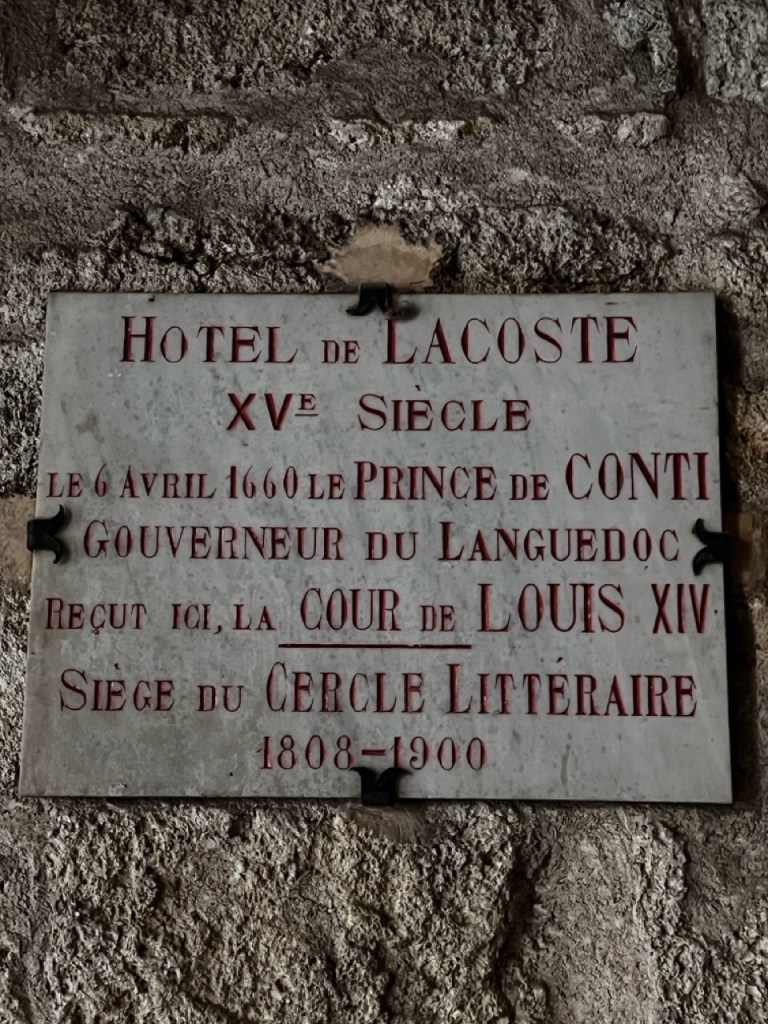 HOTEL DE LACOSTE
XVE SIÈCLE
LE 6 AVRIL 1660 LE PRINCE DE CONTI
GOUVERNEUR DU LANGUEDOC
REÇUT ICI, LA COUR DE LOUIS XIV
SIÈGE DU CERCLE LITTÉRAIRE
1808-1900